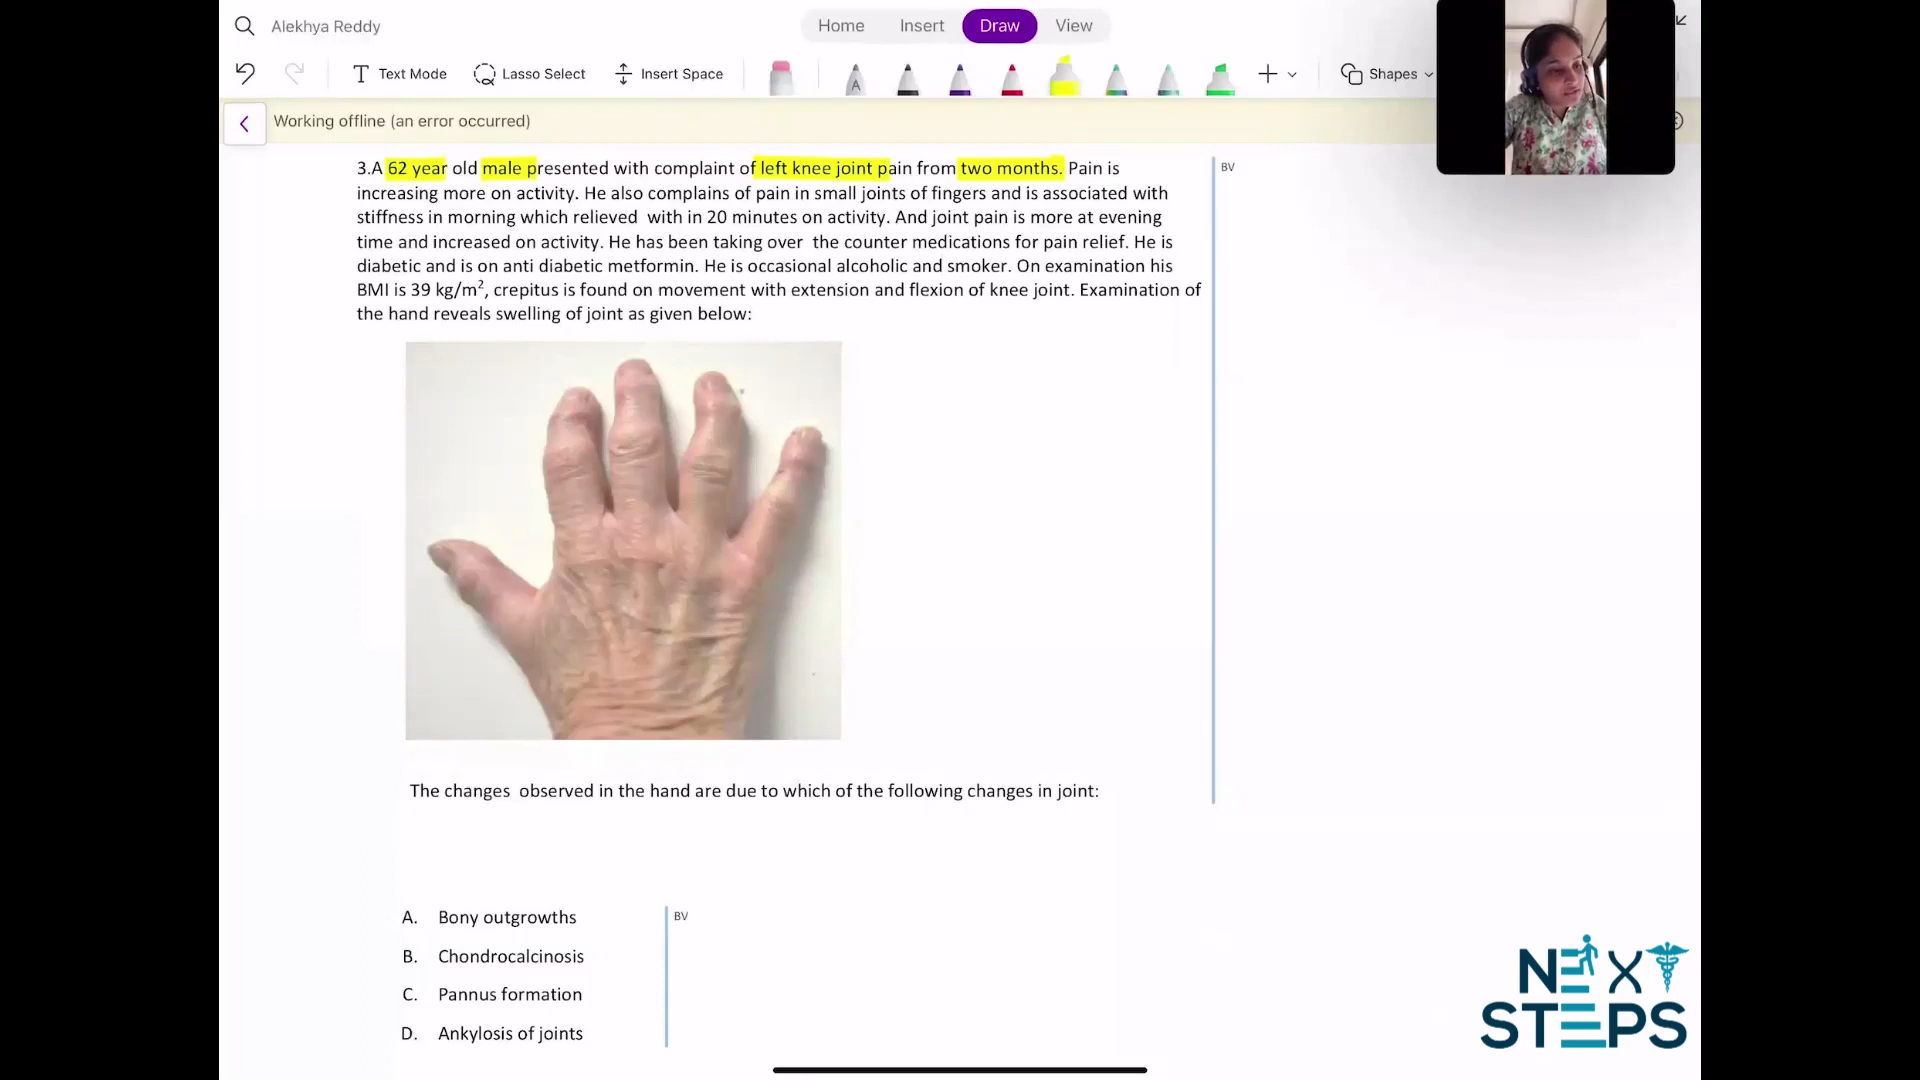 Alekhya Reddy
Home Insert Draw View
Text Mode Lasso Select Insert Space Shapes
A
Working offline (an error occurred)
3.A 62 year old male presented with complaint of left knee joint pain from two months. Pain is
increasing more on activity. He also complains of pain in small joints of fingers and is associated with
stiffness in morning which relieved with in 20 minutes on activity. And joint pain is more at evening
time and increased on activity. He has been taking over the counter medications for pain relief. He is
diabetic and is on anti diabetic metformin. He is occasional alcoholic and smoker. On examination his
BMI is 39 kg/m², crepitus is found on movement with extension and flexion of knee joint. Examination of
the hand reveals swelling of joint as given below:
BV
The changes observed in the hand are due to which of the following changes in joint:
A. Bony outgrowths
B. Chondrocalcinosis
C. Pannus formation
D. Ankylosis of joints
BV
NEXT
STEPS